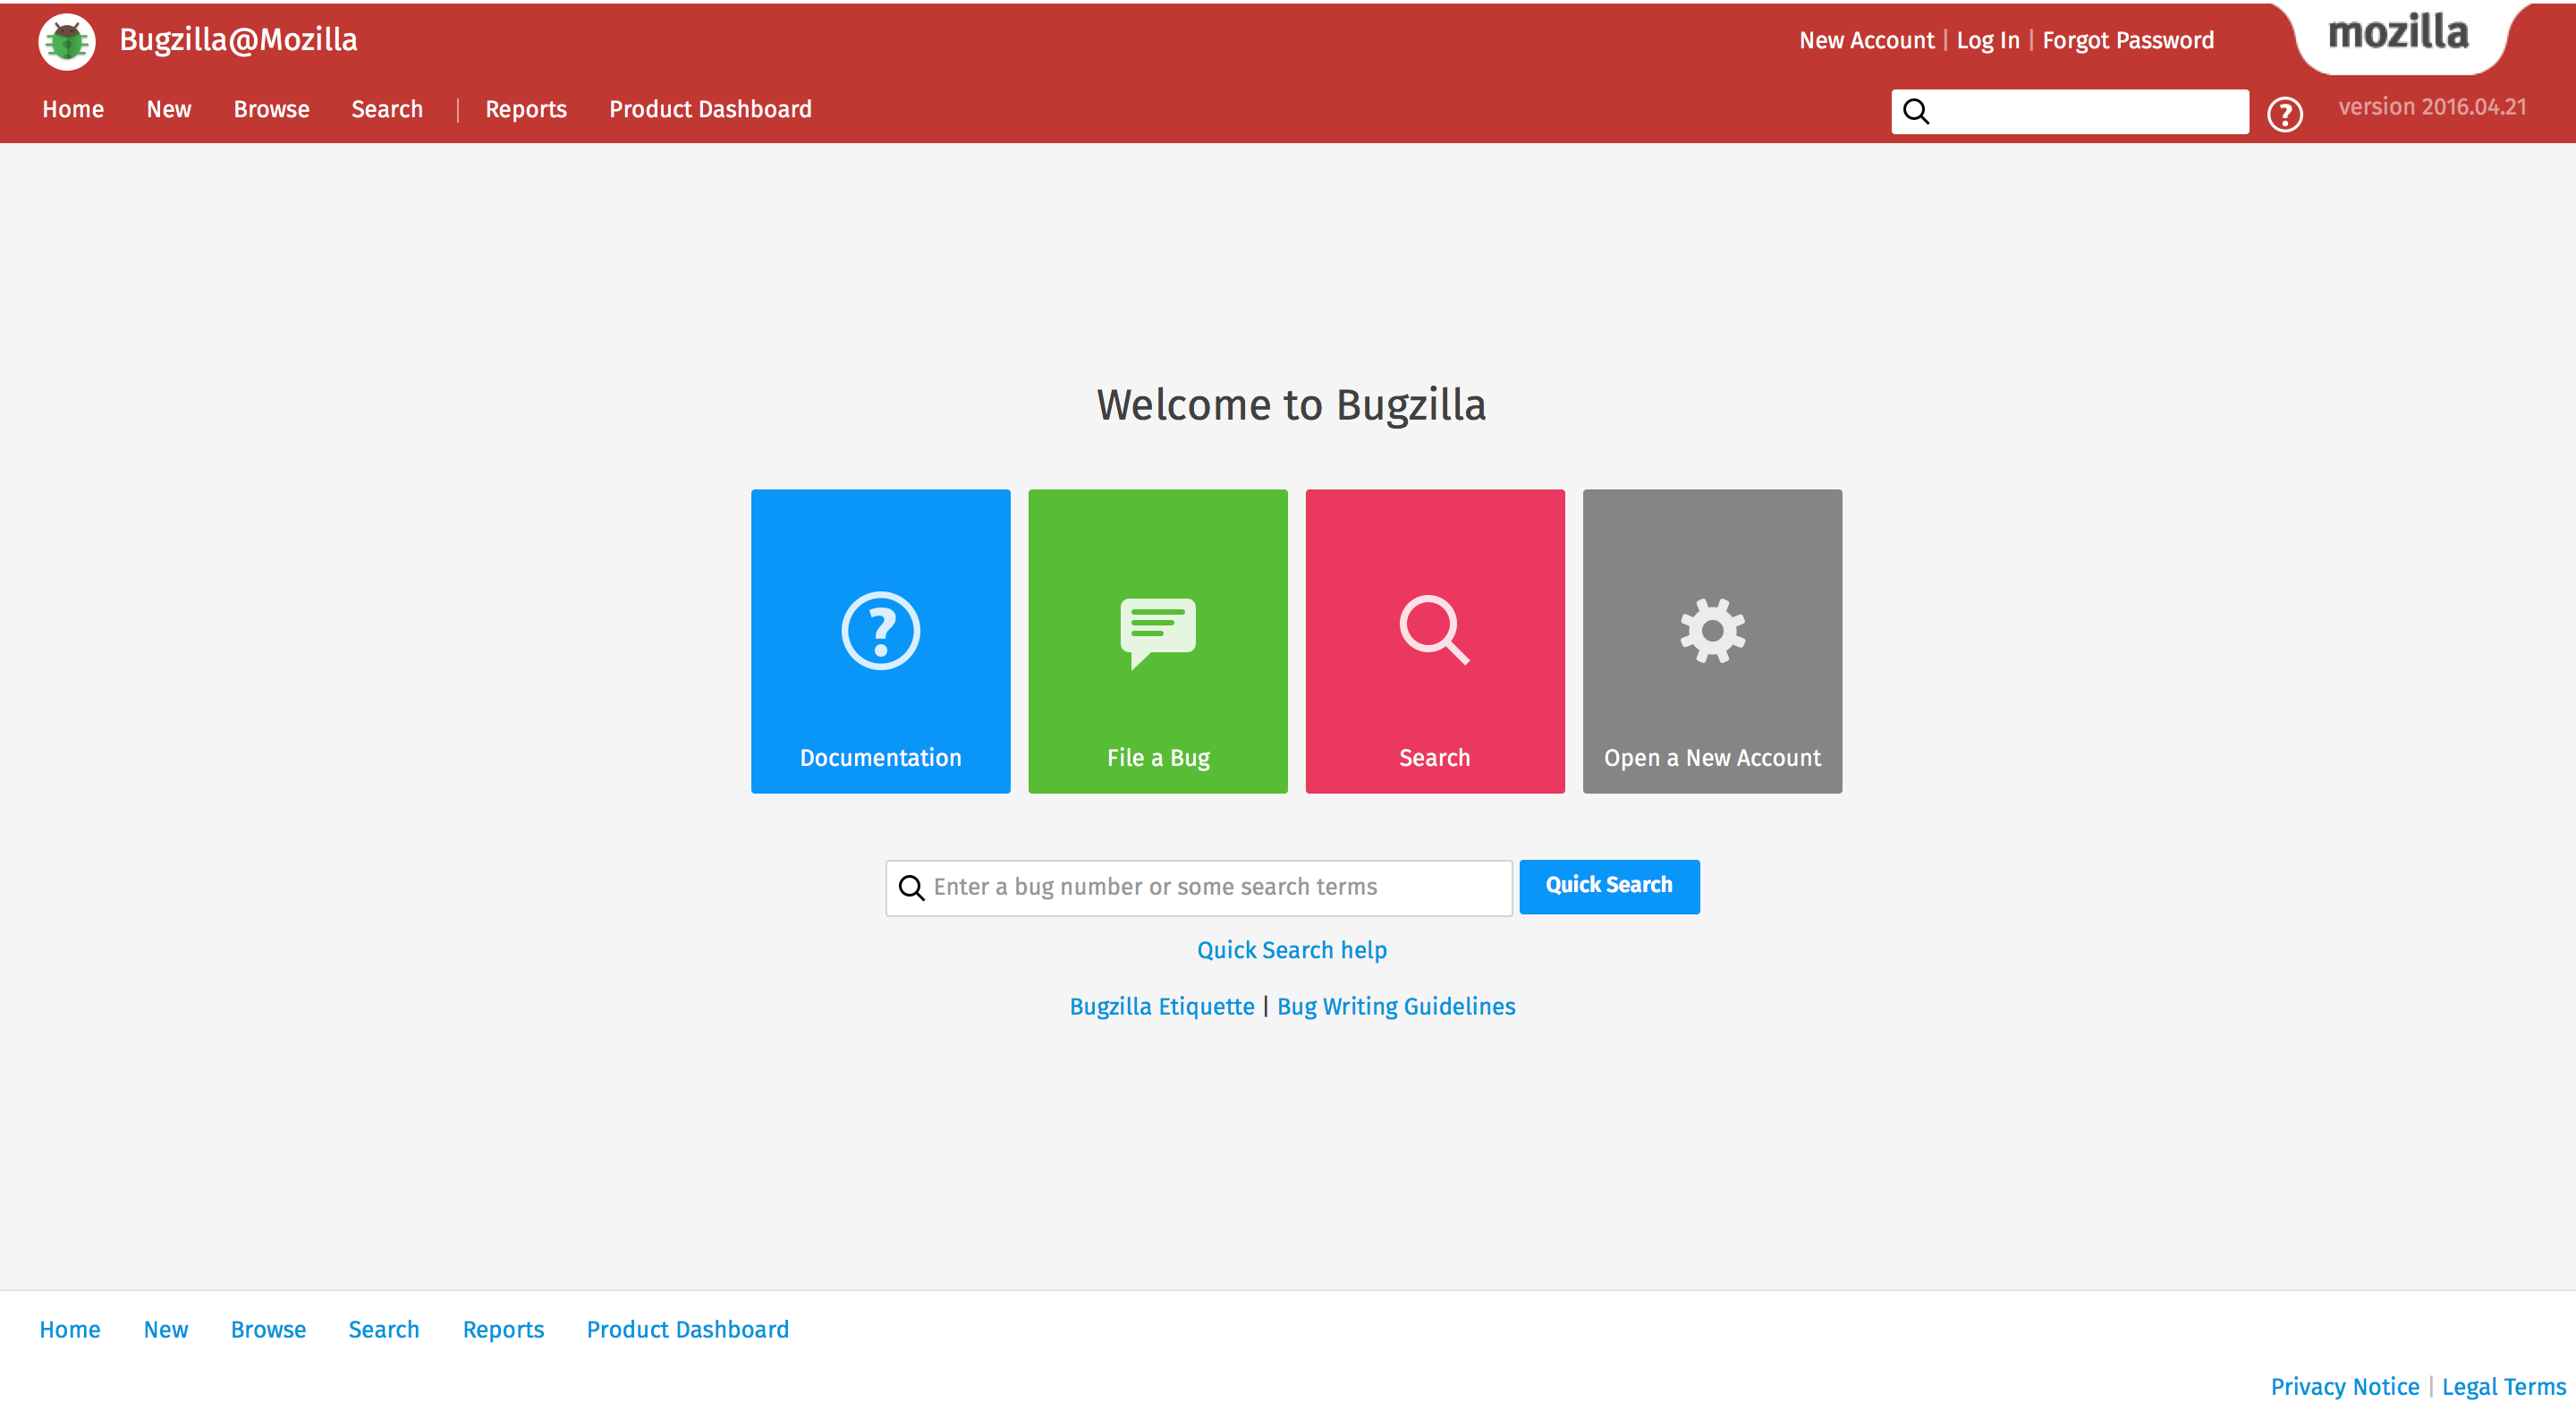 Bugzilla@Mozilla
New Account | Log In | Forgot Password
mozilla
Home New Browse Search | Reports Product Dashboard
? version 2016.04.21
Welcome to Bugzilla
?
Documentation
File a Bug
Search
Open a New Account
Enter a bug number or some search terms
Quick Search
Quick Search help
Bugzilla Etiquette | Bug Writing Guidelines
Home New Browse Search Reports Product Dashboard
Privacy Notice | Legal Terms